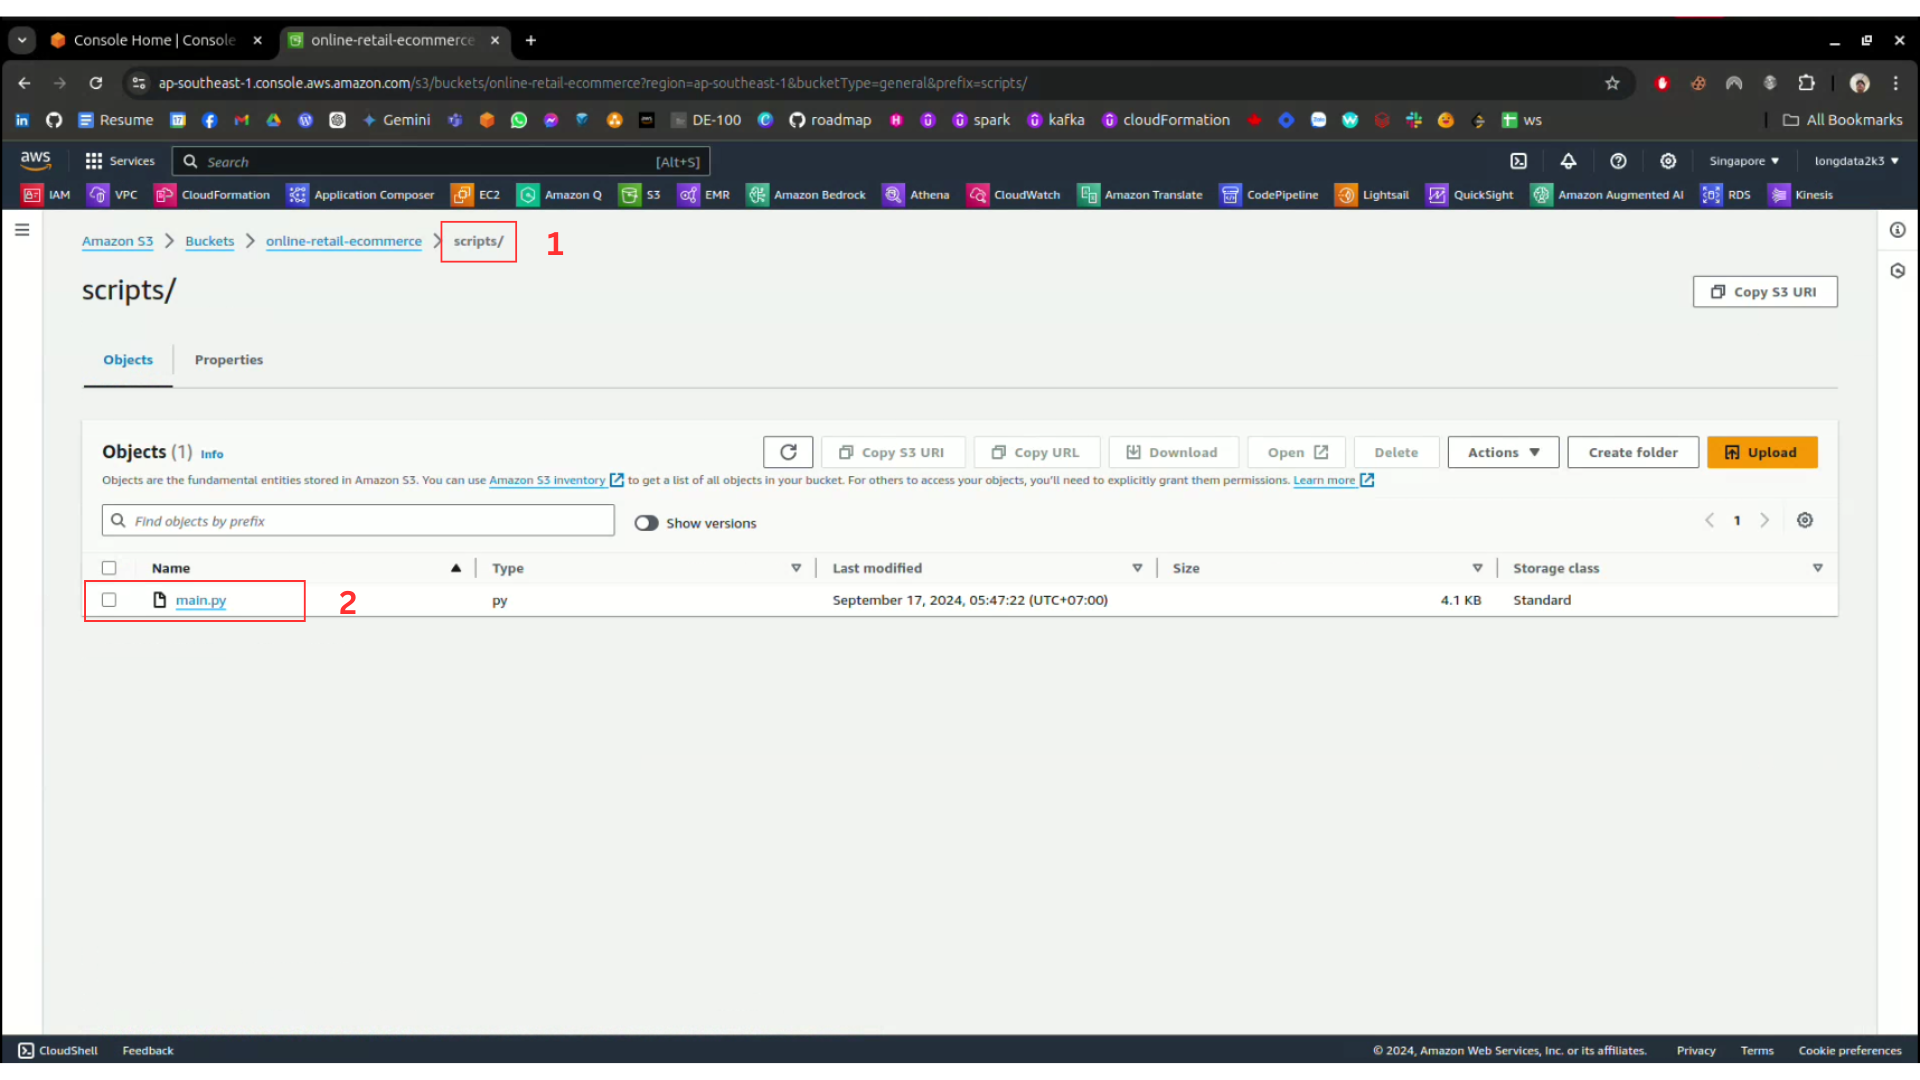 Console Home | Console
online-retail-ecommerce
ap-southeast-1.console.aws.amazon.com/s3/buckets/online-retail-ecommerce?region=ap-southeast-1&bucketType=general&prefix=scripts/
Resume Gemini DE-100 roadmap spark kafka cloudFormation ws All Bookmarks
aws Services Search [Alt+S] Singapore longdata2k3
IAM VPC CloudFormation Application Composer EC2 Amazon Q S3 EMR Amazon Bedrock Athena CloudWatch Amazon Translate CodePipeline Lightsail QuickSight Amazon Augmented AI RDS Kinesis
Amazon S3 Buckets online-retail-ecommerce scripts/ 1
scripts/
Copy S3 URI
Objects Properties
Objects (1) Info Copy S3 URI Copy URL Download Open Delete Actions Create folder Upload
Objects are the fundamental entities stored in Amazon S3. You can use Amazon S3 inventory to get a list of all objects in your bucket. For others to access your objects, you'll need to explicitly grant them permissions. Learn more
Find objects by prefix Show versions 1
Name Type Last modified Size Storage class
main.py 2 py September 17, 2024, 05:47:22 (UTC+07:00) 4.1 KB Standard
CloudShell Feedback © 2024, Amazon Web Services, Inc. or its affiliates. Privacy Terms Cookie preferences